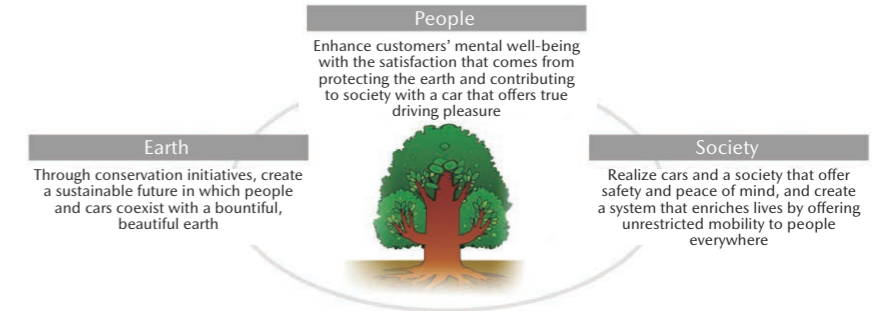 People
Enhance customers’ mental well-being
with the satisfaction that comes from
protecting the earth and contributing
to society with a car that offers true
driving pleasure
Earth
Through conservation initiatives, create
a sustainable future in which people
and cars coexist with a bountiful,
beautiful earth
Society
Realize cars and a society that offer
safety and peace of mind, and create
a system that enriches lives by offering
unrestricted mobility to people
everywhere